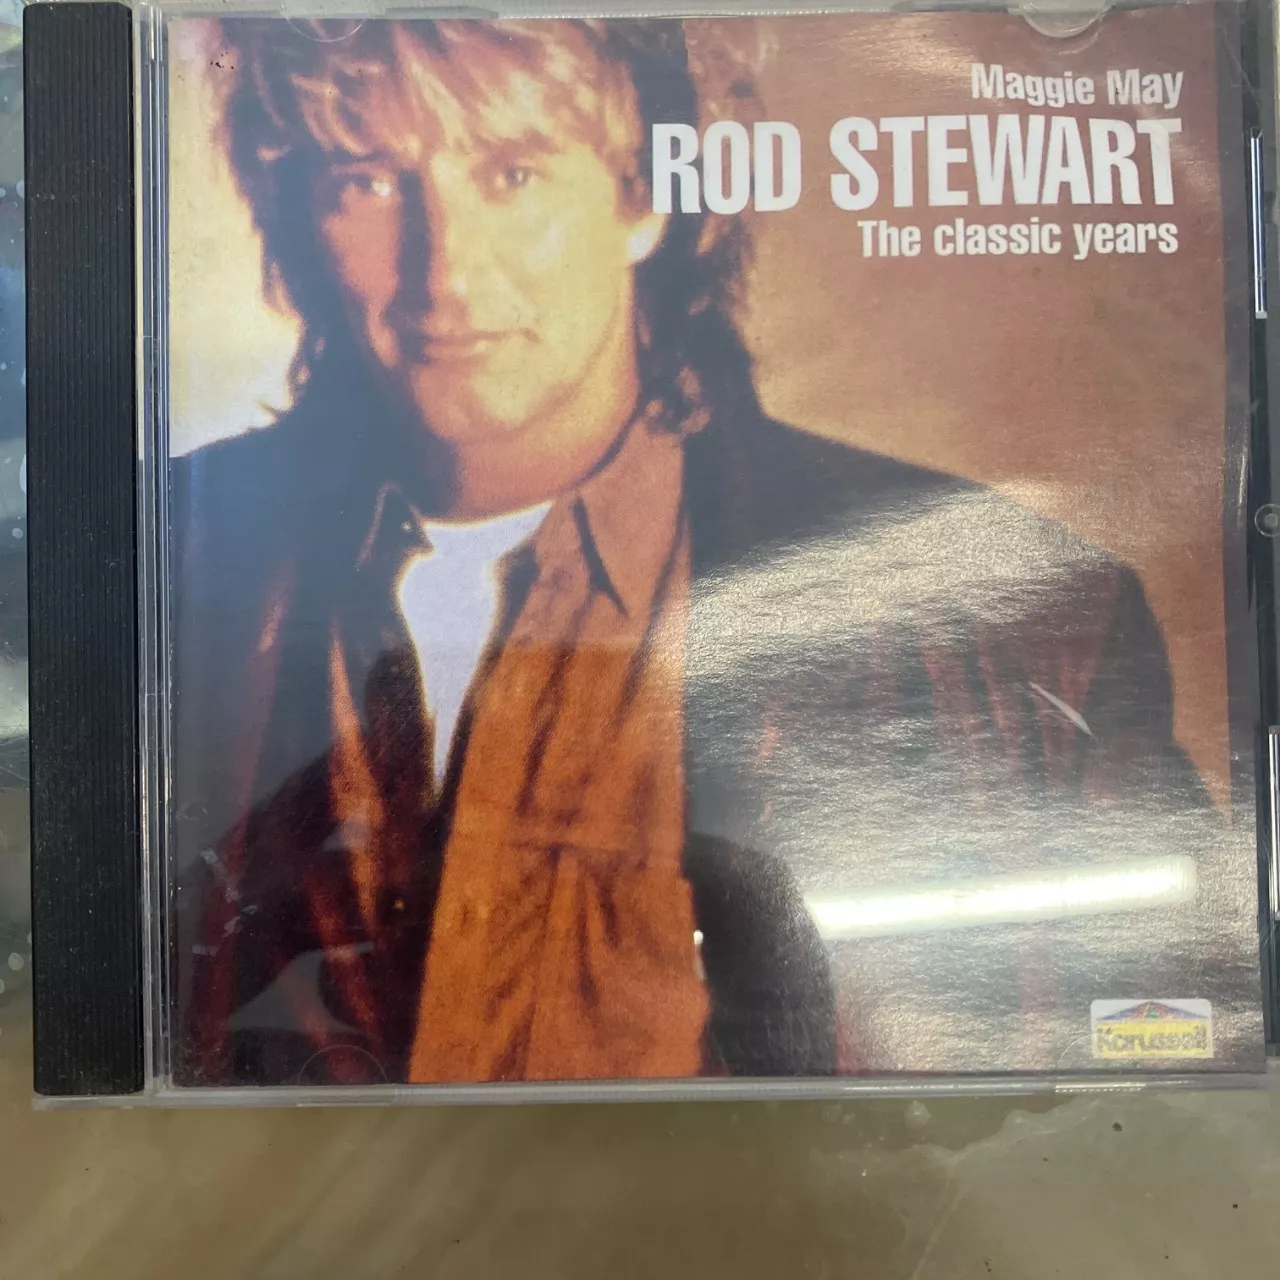 Maggie May
ROD STEWART
The classic years
Karussell